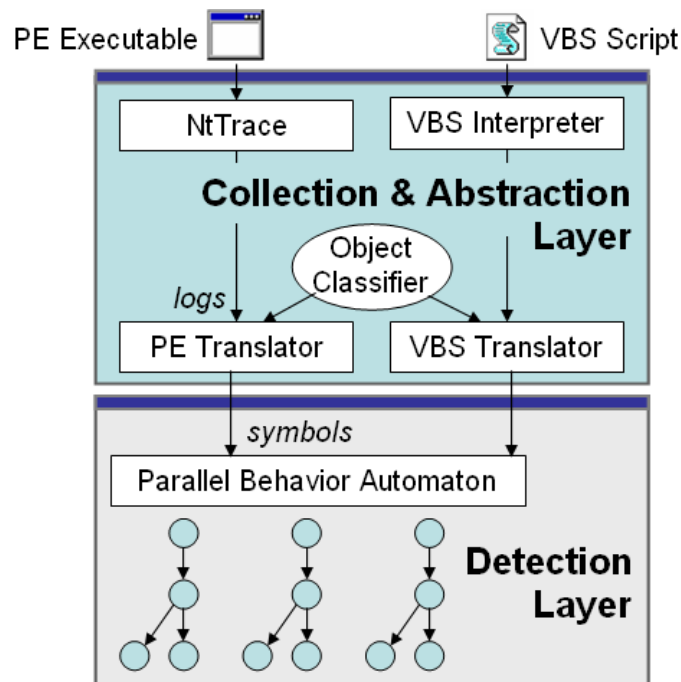 PE Executable
VBS Script
NtTrace
VBS Interpreter
Collection & Abstraction
Layer
Object
Classifier
logs
PE Translator
VBS Translator
symbols
Parallel Behavior Automaton
Detection
Layer